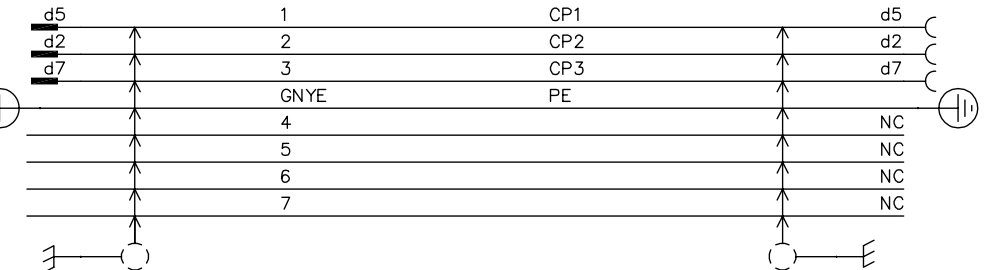 d5 1 CP1 d5
d2 2 CP2 d2
d7 3 CP3 d7
GNYE PE
4 NC
5 NC
6 NC
7 NC